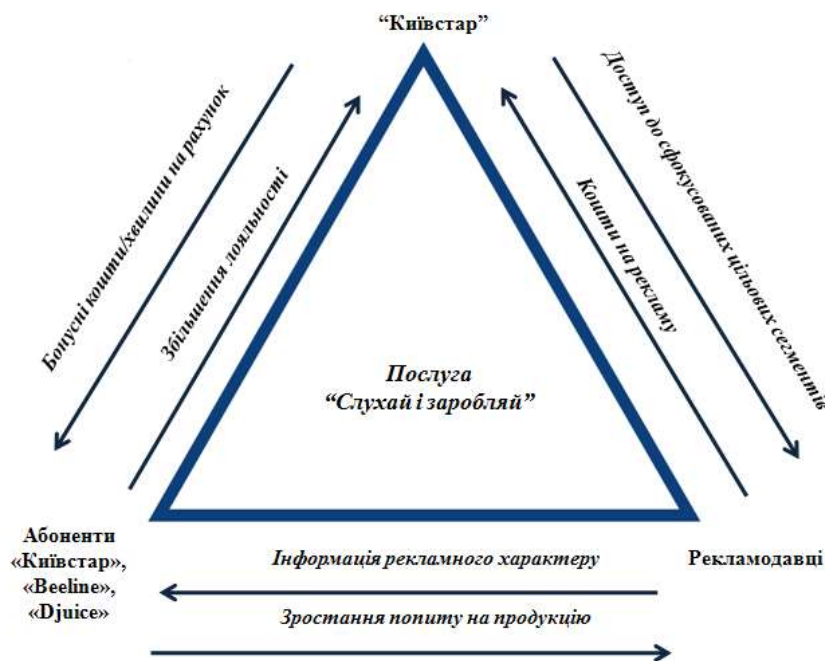 “Київстар”
Бонусні кошти/хвилини на рахунок
Збільшення лояльності
Кошти на рекламу
Доступ до сфокусованих цільових сегментів
Послуга
“Слухай і заробляй”
Абоненти
«Київстар»,
«Beeline»,
«Djuice»
Інформація рекламного характеру
Рекламодавці
Зростання попиту на продукцію